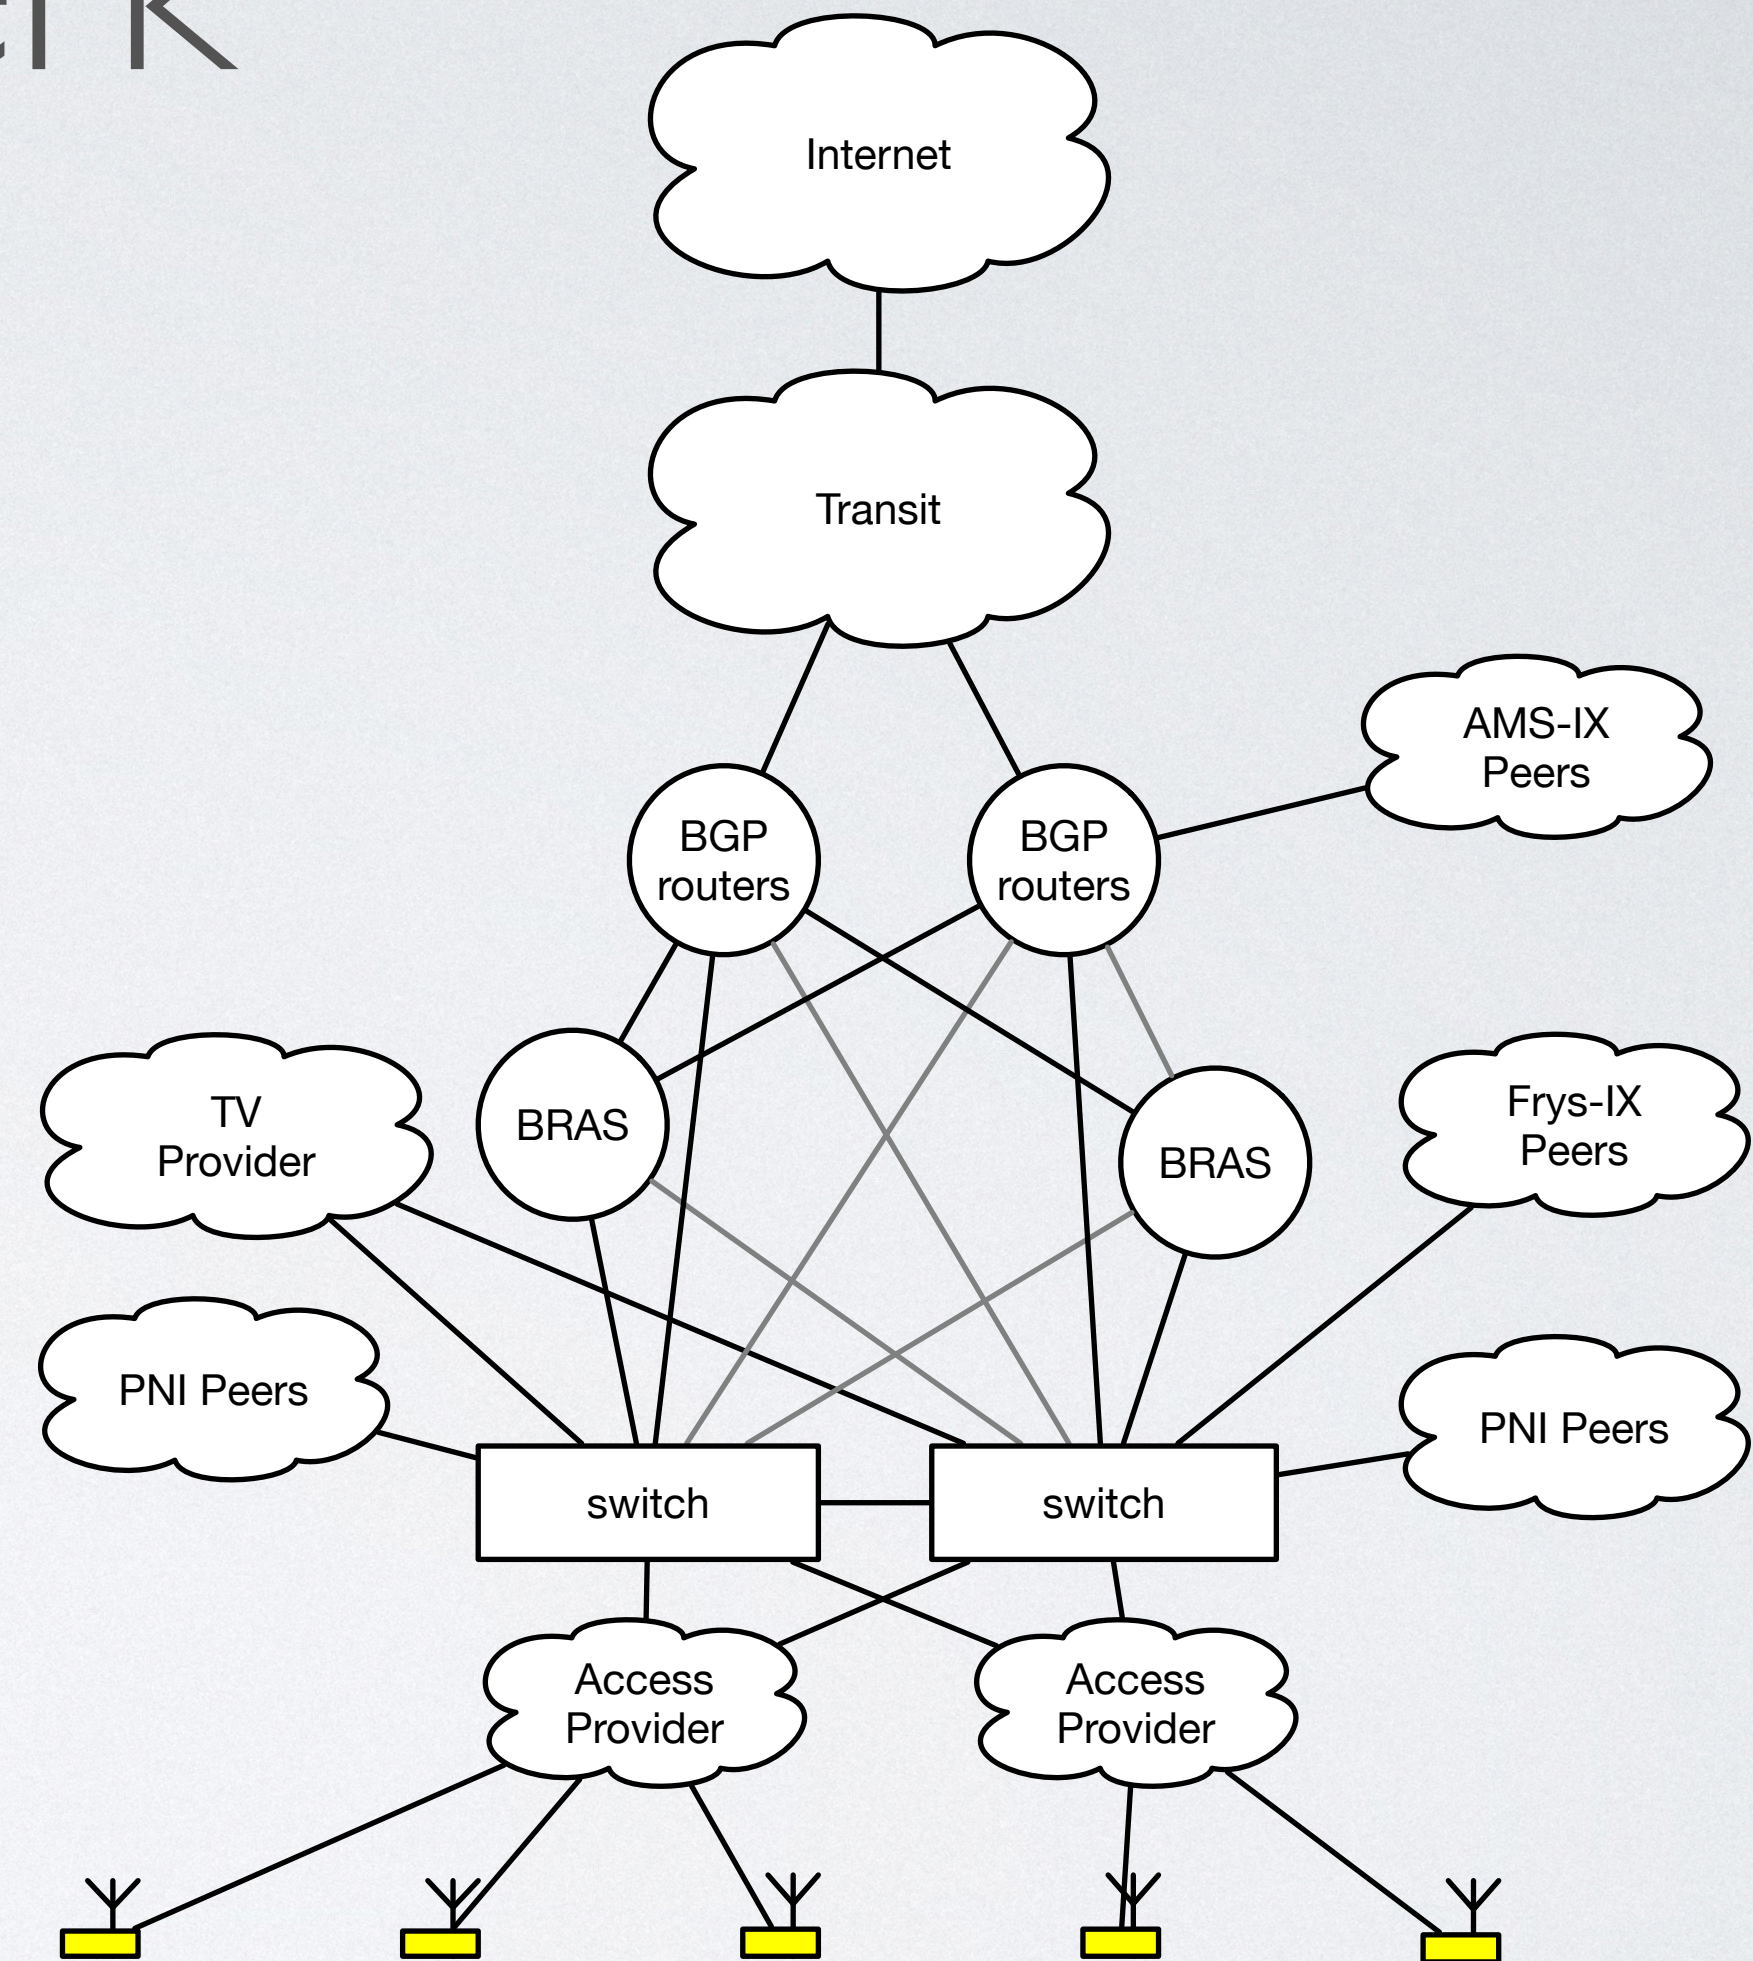 Internet
Transit
AMS-IX
Peers
BGP
routers
BGP
routers
TV
Provider
BRAS
BRAS
Frys-IX
Peers
PNI Peers
PNI Peers
switch
switch
Access
Provider
Access
Provider